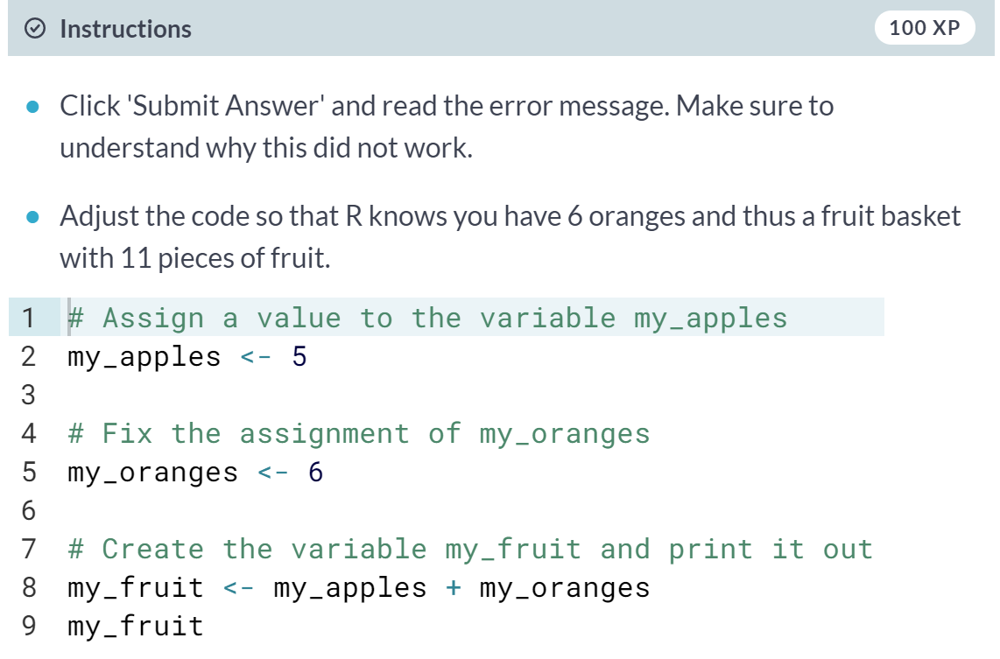 Instructions
100 XP
Click 'Submit Answer' and read the error message. Make sure to
understand why this did not work.
Adjust the code so that R knows you have 6 oranges and thus a fruit basket
with 11 pieces of fruit.
1 # Assign a value to the variable my_apples
2 my_apples <- 5
3
4 # Fix the assignment of my_oranges
5 my_oranges <- 6
6
7 # Create the variable my_fruit and print it out
8 my_fruit <- my_apples + my_oranges
9 my_fruit